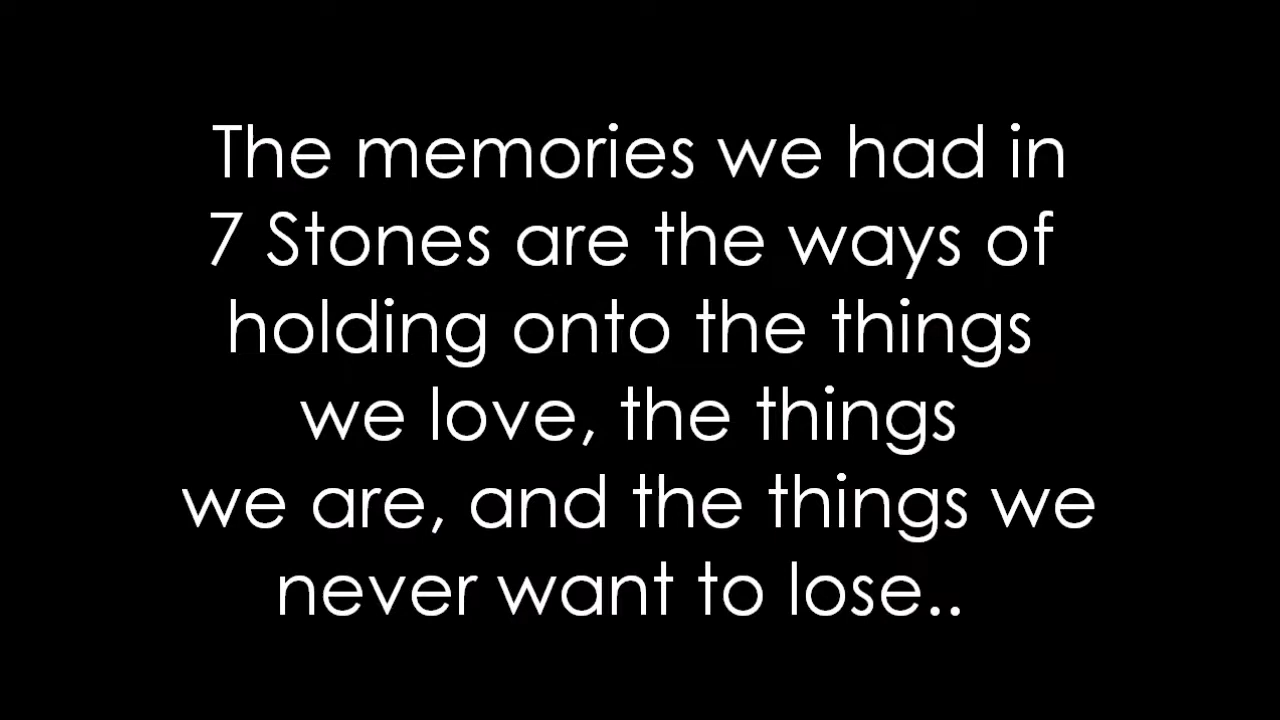 The memories we had in
7 Stones are the ways of
holding onto the things
we love, the things
we are, and the things we
never want to lose..